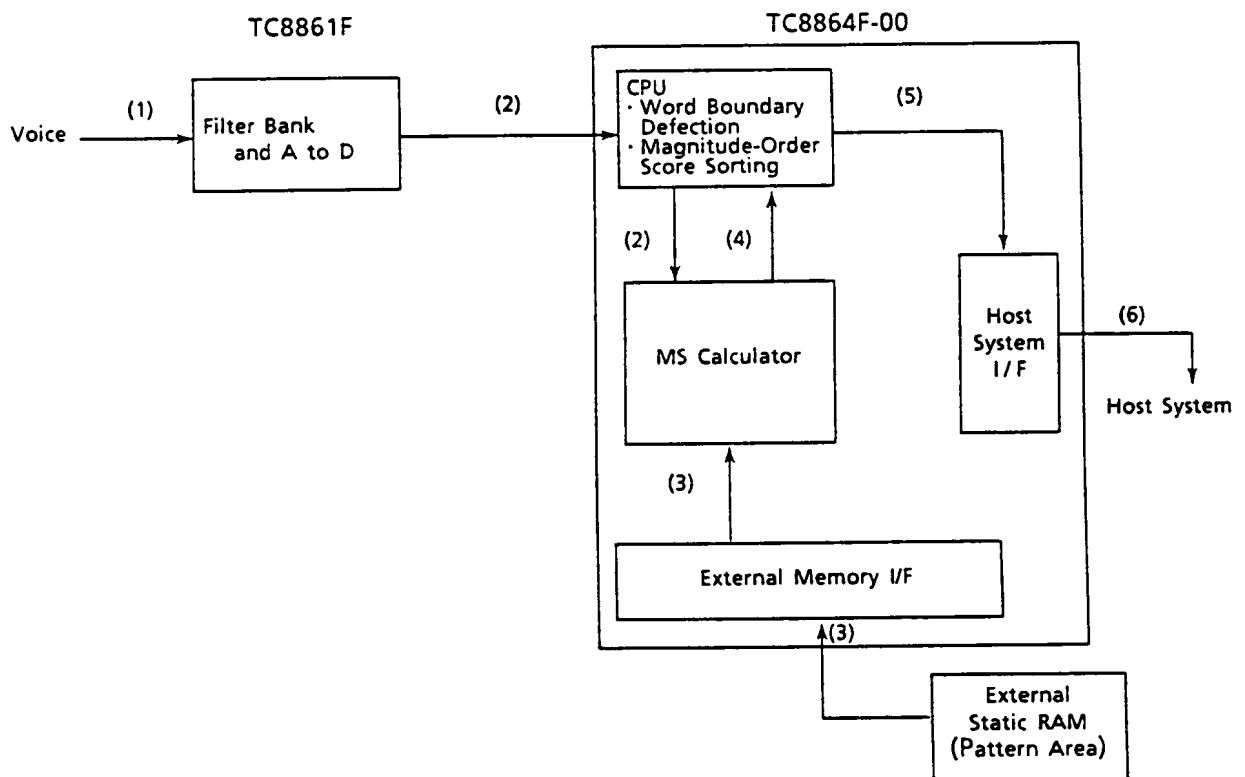 TC8861F
TC8864F-00
Voice
(1)
Filter Bank
and A to D
(2)
CPU
· Word Boundary
Defection
· Magnitude-Order
Score Sorting
(5)
(2)
(4)
MS Calculator
Host
System
I/F
(6)
Host System
(3)
External Memory I/F
(3)
External
Static RAM
(Pattern Area)